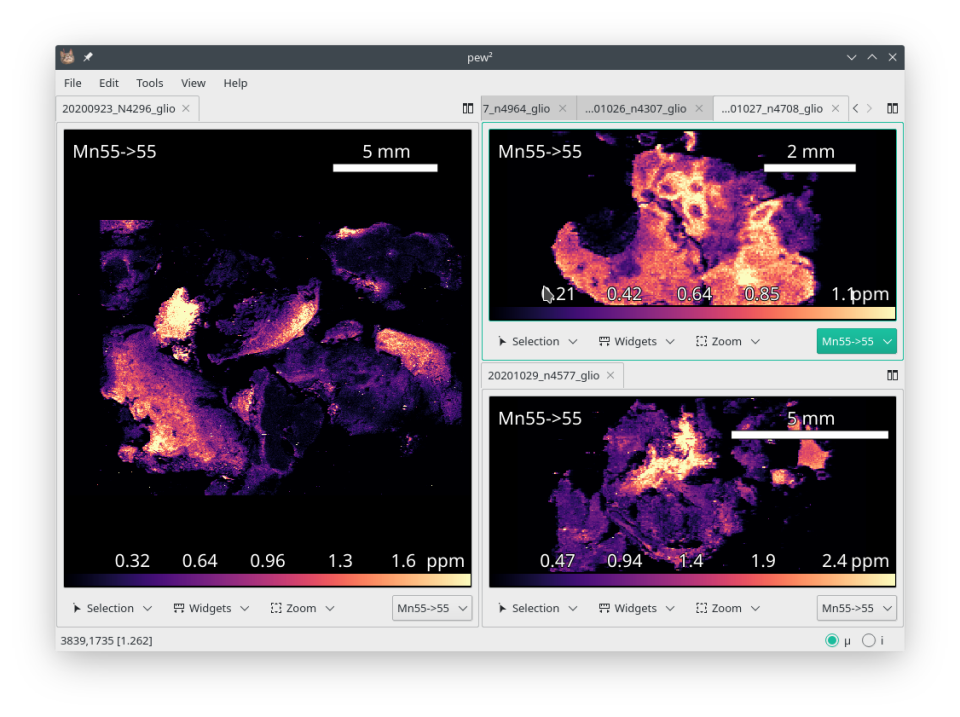 pew²
File Edit Tools View Help
20200923_N4296_glio
Mn55->55
5 mm
0.32 0.64 0.96 1.3 1.6 ppm
Selection Widgets Zoom Mn55->55
7_n4964_glio ...01026_n4307_glio ...01027_n4708_glio
Mn55->55
2 mm
0.21 0.42 0.64 0.85 1.1ppm
Selection Widgets Zoom Mn55->55
20201029_n4577_glio
Mn55->55
5 mm
0.47 0.94 1.4 1.9 2.4 ppm
Selection Widgets Zoom Mn55->55
3839,1735 [1.262]
μ i